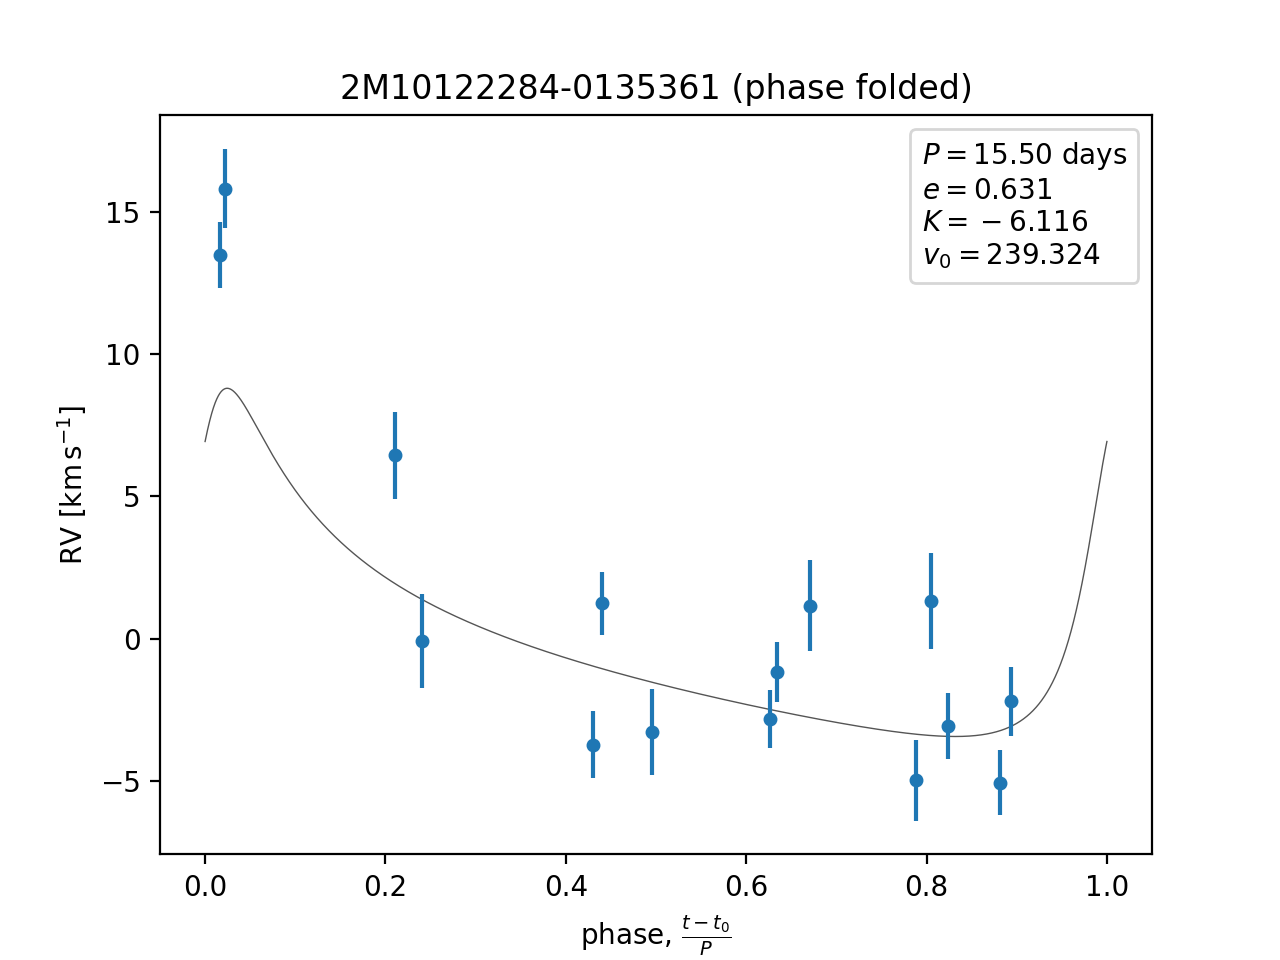 2M10122284-0135361 (phase folded)
P = 15.50 days
e = 0.631
K = −6.116
v₀ = 239.324
RV [km s⁻¹]
15
10
5
0
−5
0.0 0.2 0.4 0.6 0.8 1.0
phase, (t − t₀)/P